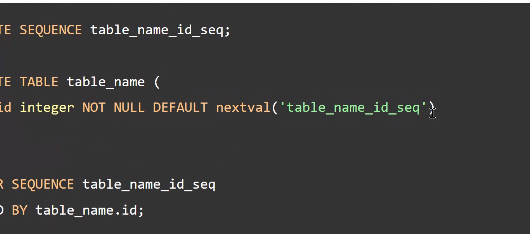 TE SEQUENCE table_name_id_seq;
TE TABLE table_name (
id integer NOT NULL DEFAULT nextval('table_name_id_seq')
R SEQUENCE table_name_id_seq
D BY table_name.id;